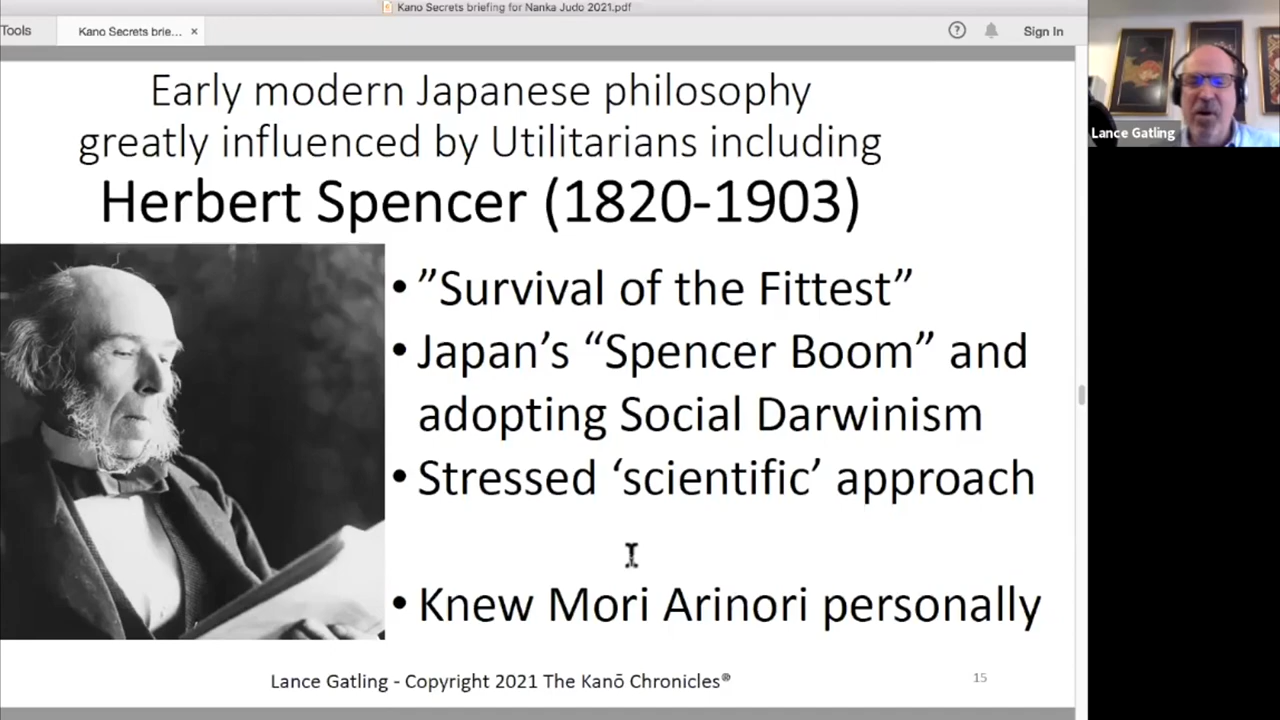 Kano Secrets briefing for Nanka Judo 2021.pdf
Tools
Kano Secrets brie... ×
? Sign In
Early modern Japanese philosophy
greatly influenced by Utilitarians including
Herbert Spencer (1820-1903)
• ”Survival of the Fittest”
• Japan’s “Spencer Boom” and
adopting Social Darwinism
• Stressed ‘scientific’ approach
• Knew Mori Arinori personally
Lance Gatling - Copyright 2021 The Kanō Chronicles®
15
Lance Gatling